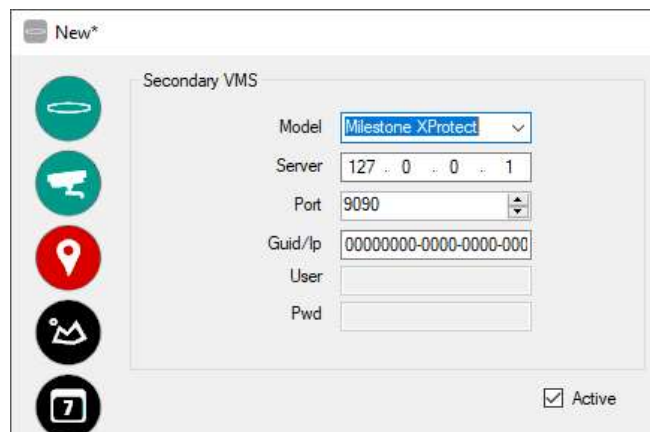 New*
Secondary VMS
Model Milestone XProtect
Server 127 . 0 . 0 . 1
Port 9090
Guid/Ip 00000000-0000-0000-000
User
Pwd
7
Active